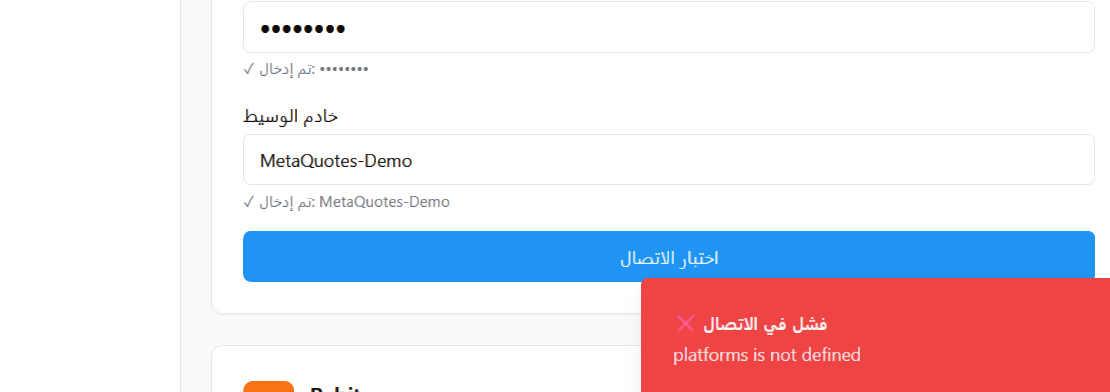 ••••••••
✓ تم إدخال: ••••••••
خادم الوسيط
MetaQuotes-Demo
✓ تم إدخال: MetaQuotes-Demo
اختبار الاتصال
❌ فشل في الاتصال
platforms is not defined